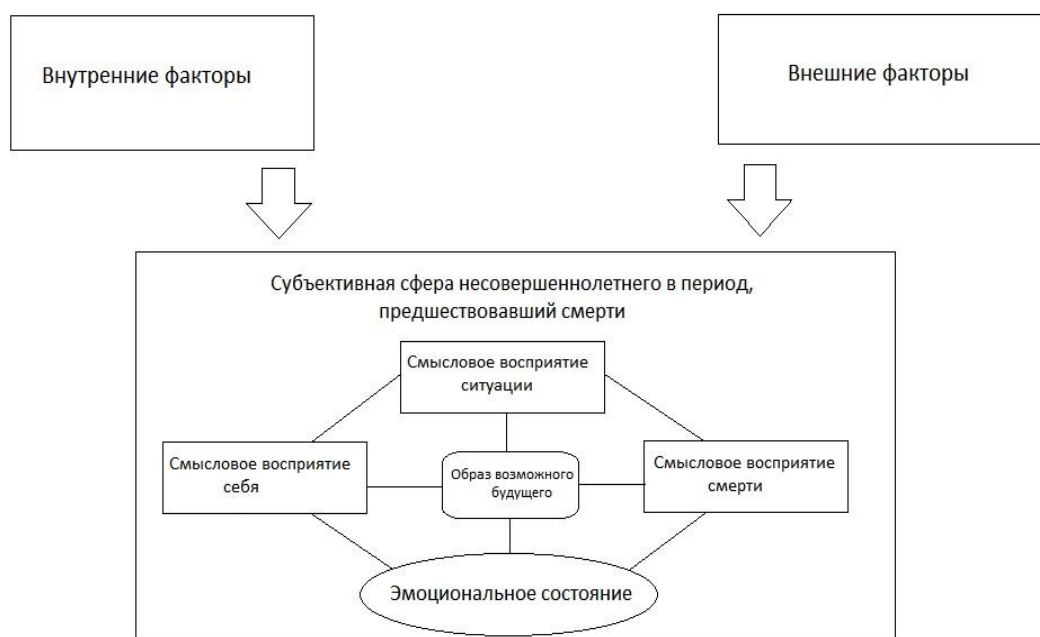 Внутренние факторы
Внешние факторы
Субъективная сфера несовершеннолетнего в период,
предшествовавший смерти
Смысловое восприятие
ситуации
Смысловое восприятие
себя
Образ возможного
будущего
Смысловое восприятие
смерти
Эмоциональное состояние